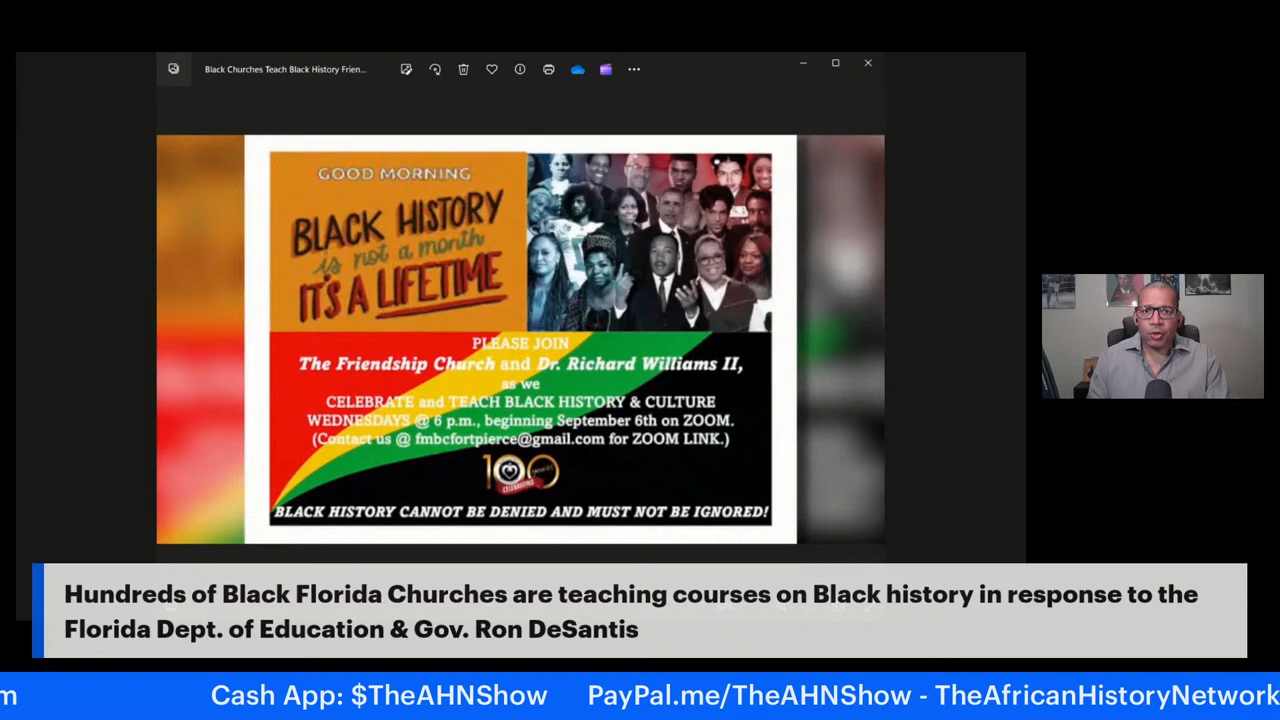 Black Churches Teach Black History Frien...
GOOD MORNING
BLACK HISTORY
is not a month
IT'S A LIFETIME
PLEASE JOIN
The Friendship Church and Dr. Richard Williams II,
as we
CELEBRATE and TEACH BLACK HISTORY & CULTURE
WEDNESDAYS @ 6 p.m., beginning September 6th on ZOOM.
(Contact us @ fmbcfortpierce@gmail.com for ZOOM LINK.)
100
CELEBRATING
BLACK HISTORY CANNOT BE DENIED AND MUST NOT BE IGNORED!
Hundreds of Black Florida Churches are teaching courses on Black history in response to the
Florida Dept. of Education & Gov. Ron DeSantis
m Cash App: $TheAHNShow PayPal.me/TheAHNShow - TheAfricanHistoryNetwork